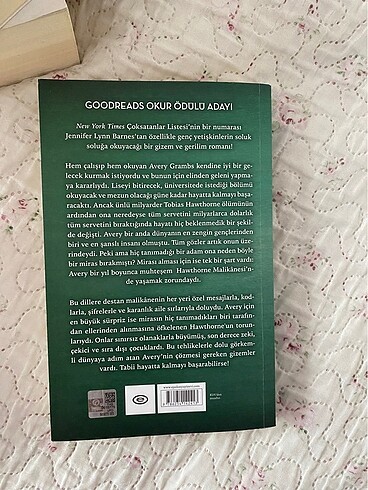 GOODREADS OKUR ÖDÜLÜ ADAYI
New York Times Çoksatanlar Listesi'nin bir numarası
Jennifer Lynn Barnes'tan özellikle genç yetişkinlerin soluk
soluğa okuyacağı bir gizem ve gerilim romanı!
Hem çalışıp hem okuyan Avery Grambs kendine iyi bir ge-
lecek kurmak istiyordu ve bunun için elinden geleni yapma-
ya kararlıydı. Liseyi bitirecek, üniversitede istediği bölümü
okuyacak ve mezun olacağı güne kadar hayatta kalmayı başa-
racaktı. Ancak ünlü milyarder Tobias Hawthorne ölümünün
ardından ona neredeyse tüm servetini milyarlarca dolarlık
tüm servetini bıraktığında hayatı hiç beklenmedik bir şekil-
de değişti. Avery bir anda dünyanın en zengin gençlerinden
biri ve en şanslı insanı olmuştu. Tüm gözler artık onun üze-
rindeydi. Peki ama hiç tanımadığı bir adam ona neden böyle
bir miras bırakmıştı? Mirası alması için ise tek bir şart vardı:
Avery bir yıl boyunca muhteşem Hawthorne Malikânesi'n-
de yaşamak zorundaydı.
Bu dillere destan malikânenin her yeri özel mesajlarla, kod-
larla, şifrelerle ve karanlık aile sırlarıyla doluydu. Avery için
en büyük sürpriz ise mirasın hiç tanımadıkları biri tarafın-
dan ellerinden alınmasına öfkelenen Hawthorne'un torun-
larıydı. Onlar sınırsız olanaklarla büyümüş, son derece zeki,
çekici ve sıra dışı çocuklardı. Bu tehlikelerle dolu görkem-
li dünyaya adım atan Avery'nin çözmesi gereken gizemler
vardı. Tabii hayatta kalmayı başarabilirse!